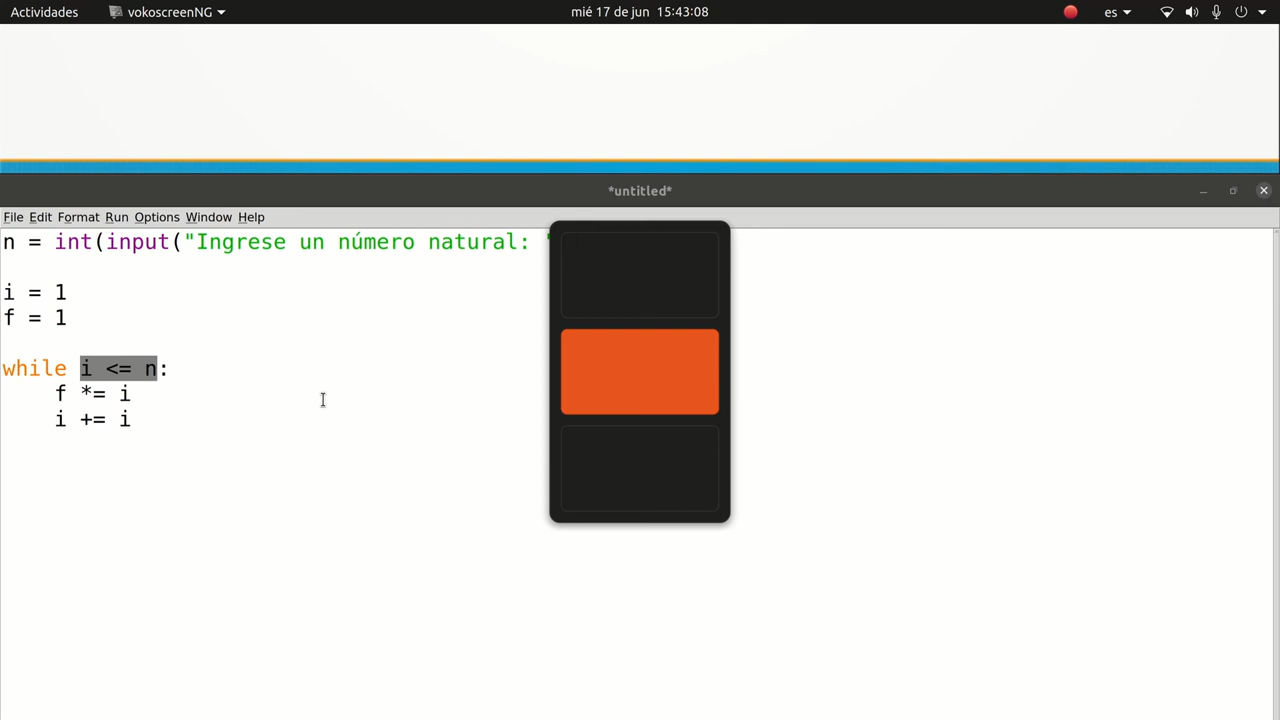 Actividades vokoscreenNG mié 17 de jun 15:43:08 es
*untitled*
File Edit Format Run Options Window Help
n = int(input("Ingrese un número natural: "
i = 1
f = 1
while i <= n:
    f *= i
    i += i